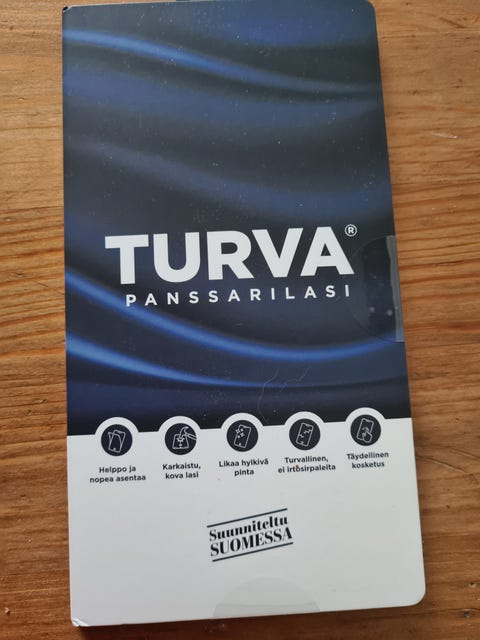 TURVA®
PANSSARILASI
Helppo ja
nopea asentaa
Karkaistu,
kova lasi
Likaa hylkivä
pinta
Turvallinen,
ei irtosirpaleita
Täydellinen
kosketus
Suunniteltu
SUOMESSA